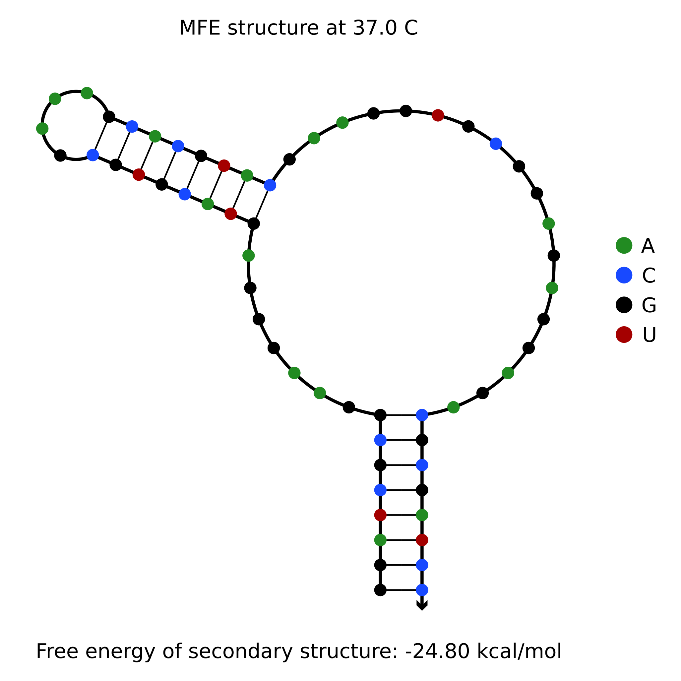 MFE structure at 37.0 C
A
C
G
U
Free energy of secondary structure: -24.80 kcal/mol